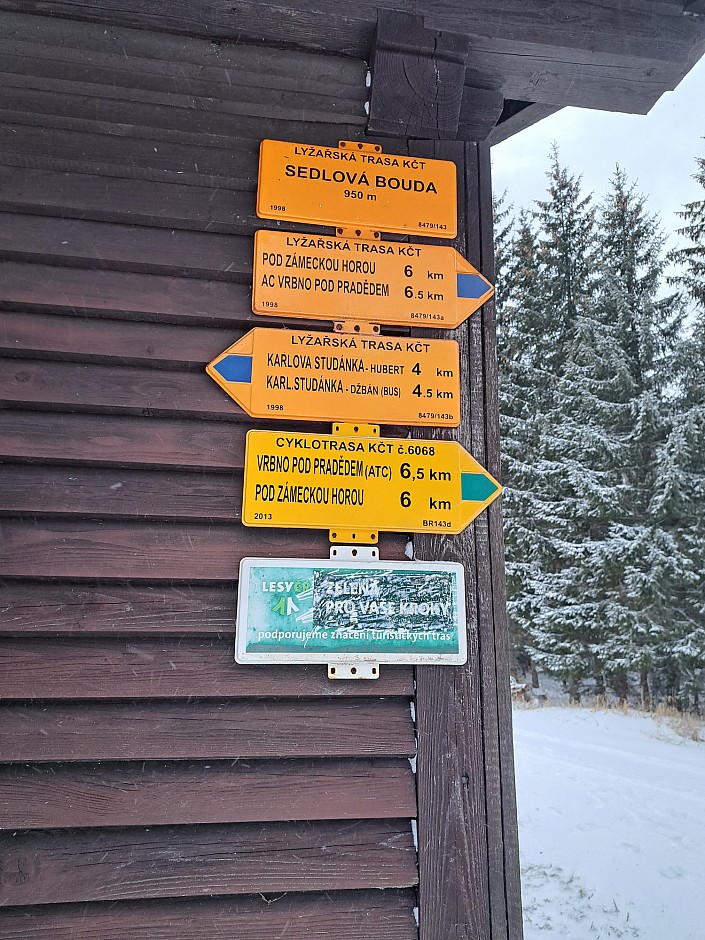 LYŽAŘSKÁ TRASA KČT
SEDLOVÁ BOUDA
950 m
1998 8479/143
LYŽAŘSKÁ TRASA KČT
POD ZÁMECKOU HOROU 6 km
AC VRBNO POD PRADĚDEM 6.5 km
1998 8479/143a
LYŽAŘSKÁ TRASA KČT
KARLOVA STUDÁNKA - HUBERT 4 km
KARL.STUDÁNKA - DŽBÁN (BUS) 4.5 km
1998 8479/143b
CYKLOTRASA KČT č.6068
VRBNO POD PRADĚDEM (ATC) 6,5 km
POD ZÁMECKOU HOROU 6 km
2013 BR143d
LESY ČR ZELENÁ
PRO VAŠE KROKY
podporujeme značení turistických tras